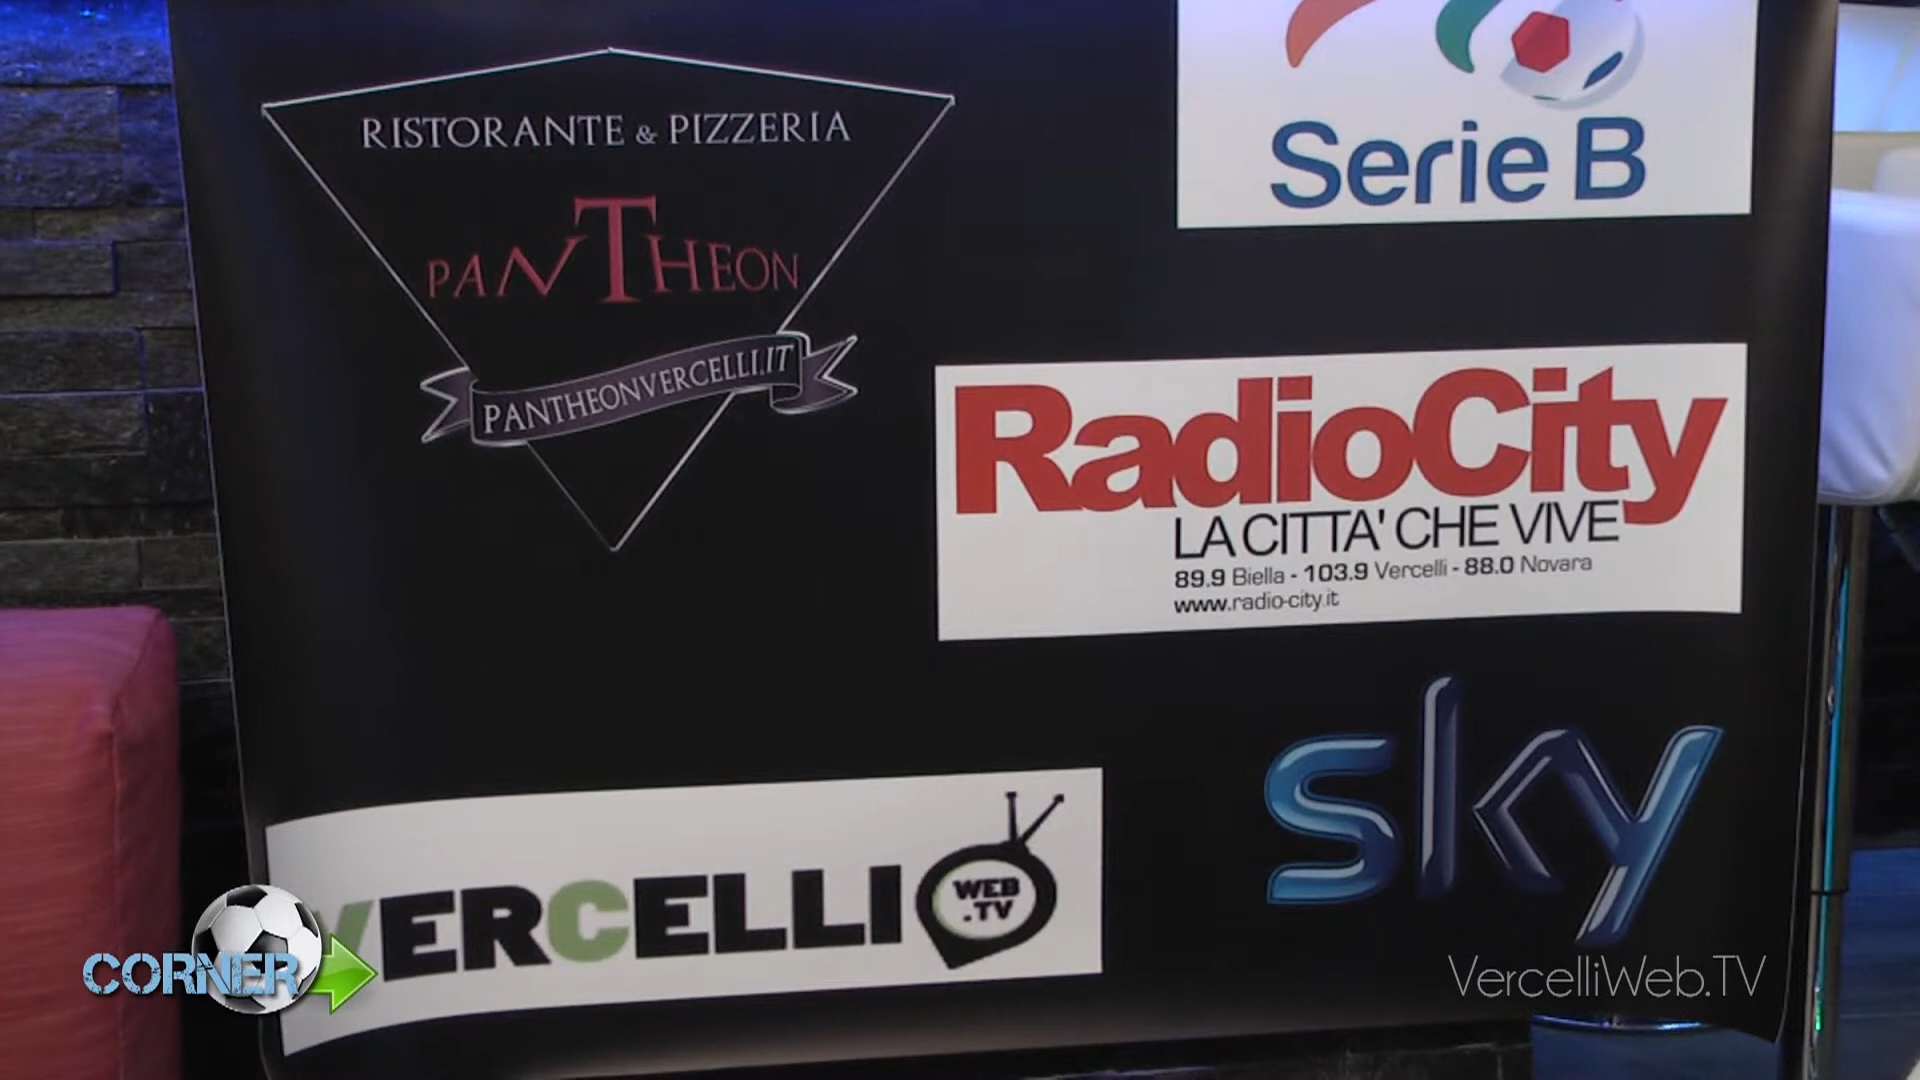 RISTORANTE & PIZZERIA
PANTHEON
PANTHEONVERCELLI.IT
Serie B
RadioCity
LA CITTA' CHE VIVE
89.9 Biella - 103.9 Vercelli - 88.0 Novara
www.radio-city.it
sky
VERCELLI
WEB
.TV
CORNER
VercelliWeb.TV